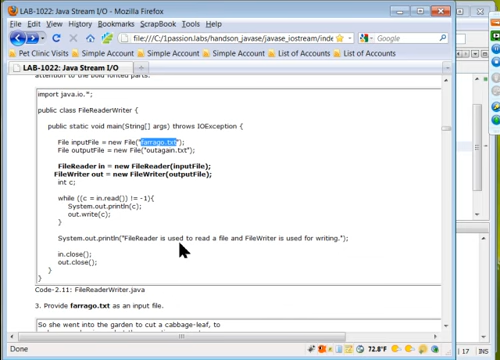 LAB-1022: Java Stream I/O - Mozilla Firefox
File Edit View History Bookmarks ScrapBook Tools Help
file:///C:/1passion.labs/handson_javase/javase_iostream/inde
Google
Pet Clinic Visits Simple Account Simple Account List of Accounts List of Accounts
LAB-1022: Java Stream I/O
attention to the bold fonted parts.
import java.io.*;
public class FileReaderWriter {
public static void main(String[] args) throws IOException {
File inputFile = new File("farrago.txt");
File outputFile = new File("outagain.txt");
FileReader in = new FileReader(inputFile);
FileWriter out = new FileWriter(outputFile);
int c;
while ((c = in.read()) != -1){
System.out.println(c);
out.write(c);
}
System.out.println("FileReader is used to read a file and FileWriter is used for writing.");
in.close();
out.close();
}
}
Code-2.11: FileReaderWriter.java
3. Provide farrago.txt as an input file.
So she went into the garden to cut a cabbage-leaf, to
Done
72.8° F
17 INS